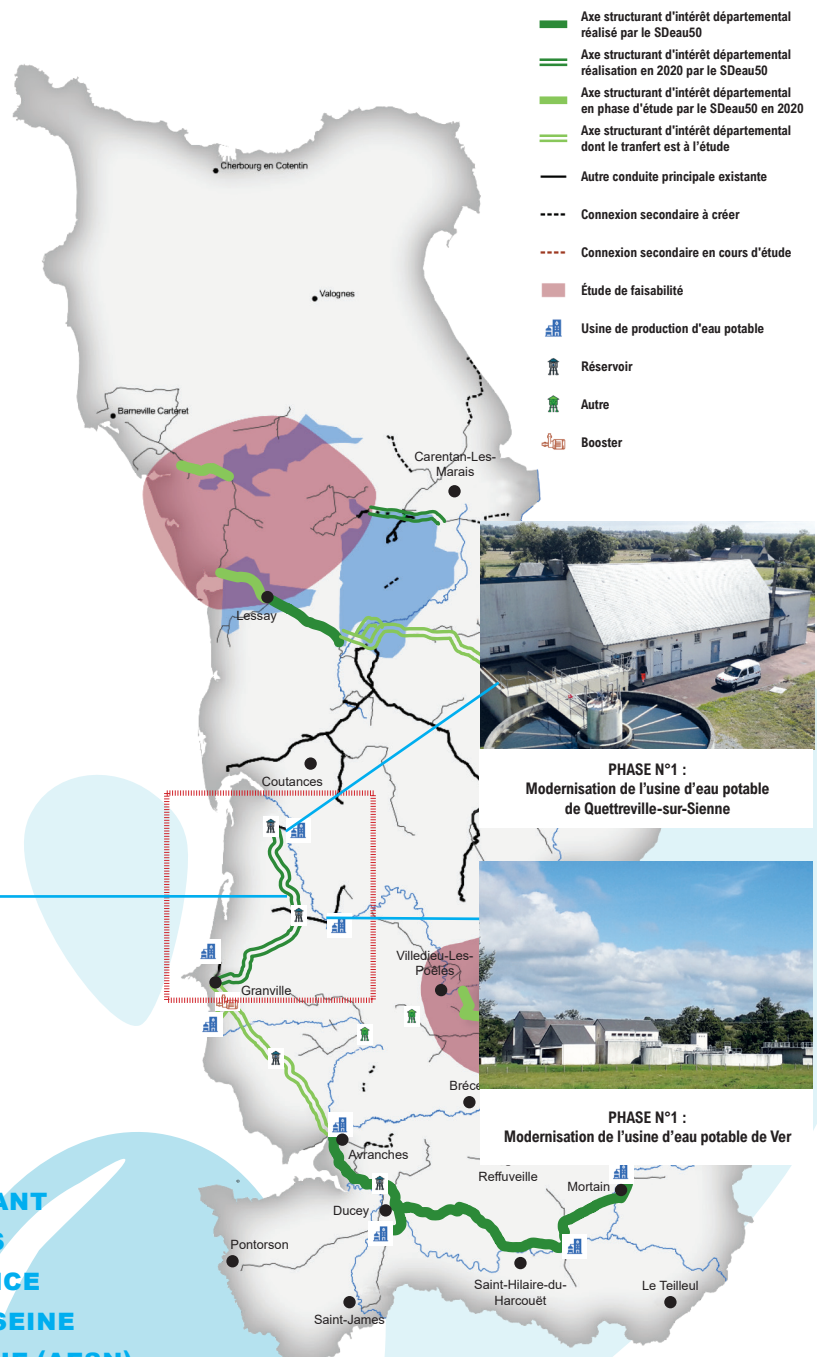 Axe structurant d'intérêt départemental
réalisé par le SDeau50
Axe structurant d'intérêt départemental
réalisation en 2020 par le SDeau50
Axe structurant d'intérêt départemental
en phase d'étude par le SDeau50 en 2020
Axe structurant d'intérêt départemental
dont le tranfert est à l'étude
Autre conduite principale existante
Connexion secondaire à créer
Connexion secondaire en cours d'étude
Étude de faisabilité
Usine de production d'eau potable
Réservoir
Autre
Booster
Cherbourg en Cotentin
Valognes
Barneville Carteret
Carentan-Les-
Marais
Lessay
Coutances
PHASE N°1 :
Modernisation de l'usine d'eau potable
de Quettreville-sur-Sienne
Villedieu-Les-
Poêles
Granville
Bréce
PHASE N°1 :
Modernisation de l'usine d'eau potable de Ver
Avranches
Reffuveille
Mortain
Ducey
Pontorson
Saint-Hilaire-du-
Harcouët
Le Teilleul
Saint-James
ANT
S
ICE
SEINE